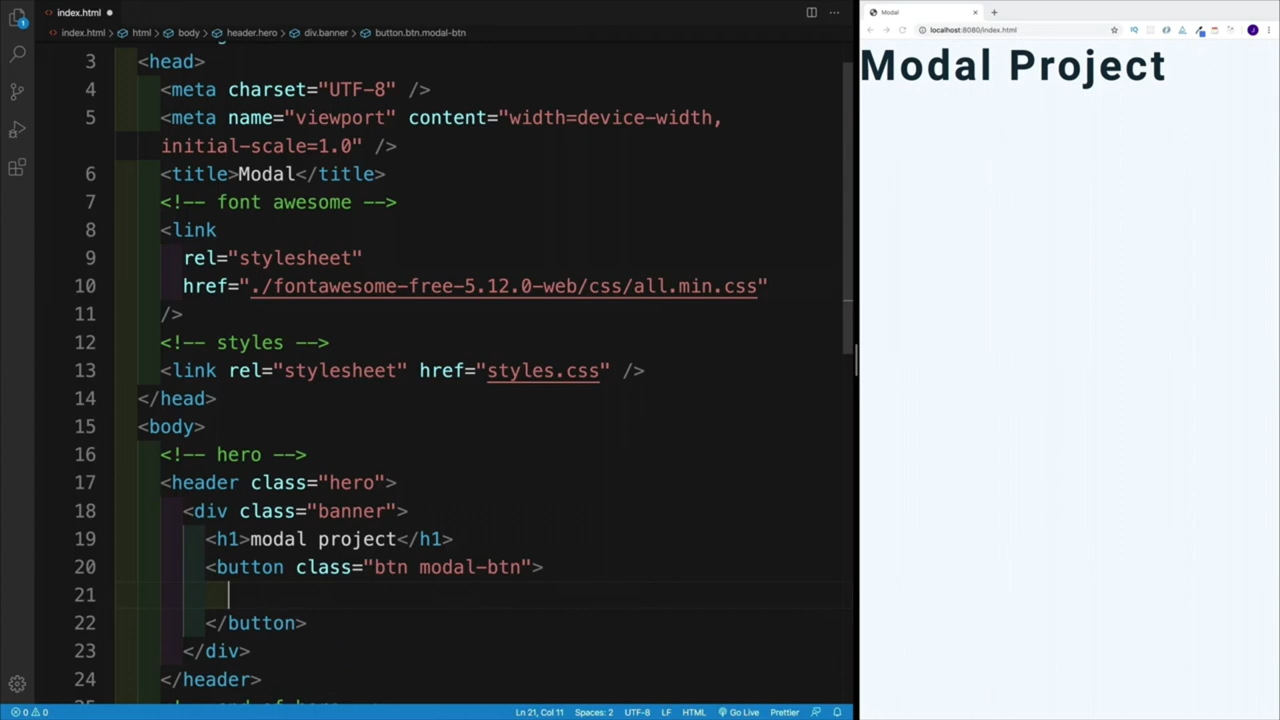 index.html
index.html > html > body > header.hero > div.banner > button.btn.modal-btn
3 <head>
4 <meta charset="UTF-8" />
5 <meta name="viewport" content="width=device-width,
initial-scale=1.0" />
6 <title>Modal</title>
7 <!-- font awesome -->
8 <link
9 rel="stylesheet"
10 href="./fontawesome-free-5.12.0-web/css/all.min.css"
11 />
12 <!-- styles -->
13 <link rel="stylesheet" href="styles.css" />
14 </head>
15 <body>
16 <!-- hero -->
17 <header class="hero">
18 <div class="banner">
19 <h1>modal project</h1>
20 <button class="btn modal-btn">
21
22 </button>
23 </div>
24 </header>
1
0 0
Ln 21, Col 11
Spaces: 2
UTF-8
LF
HTML
Go Live
Prettier
Modal
localhost:8080/index.html
J
Modal Project